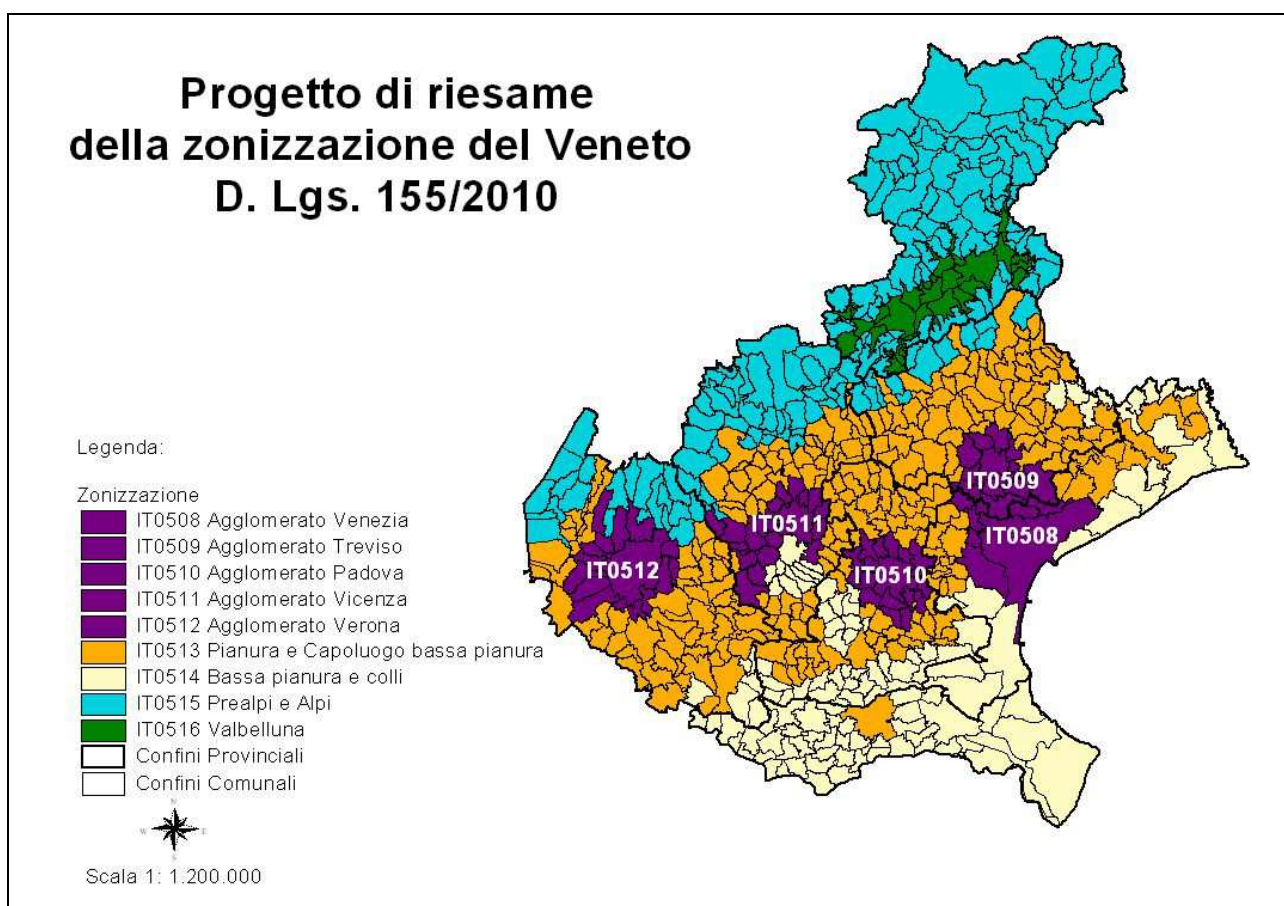 Progetto di riesame
della zonizzazione del Veneto
D. Lgs. 155/2010
IT0509
IT0511
IT0508
IT0512
IT0510
Legenda:
Zonizzazione
IT0508 Agglomerato Venezia
IT0509 Agglomerato Treviso
IT0510 Agglomerato Padova
IT0511 Agglomerato Vicenza
IT0512 Agglomerato Verona
IT0513 Pianura e Capoluogo bassa pianura
IT0514 Bassa pianura e colli
IT0515 Prealpi e Alpi
IT0516 Valbelluna
Confini Provinciali
Confini Comunali
N
W E
S
Scala 1: 1.200.000